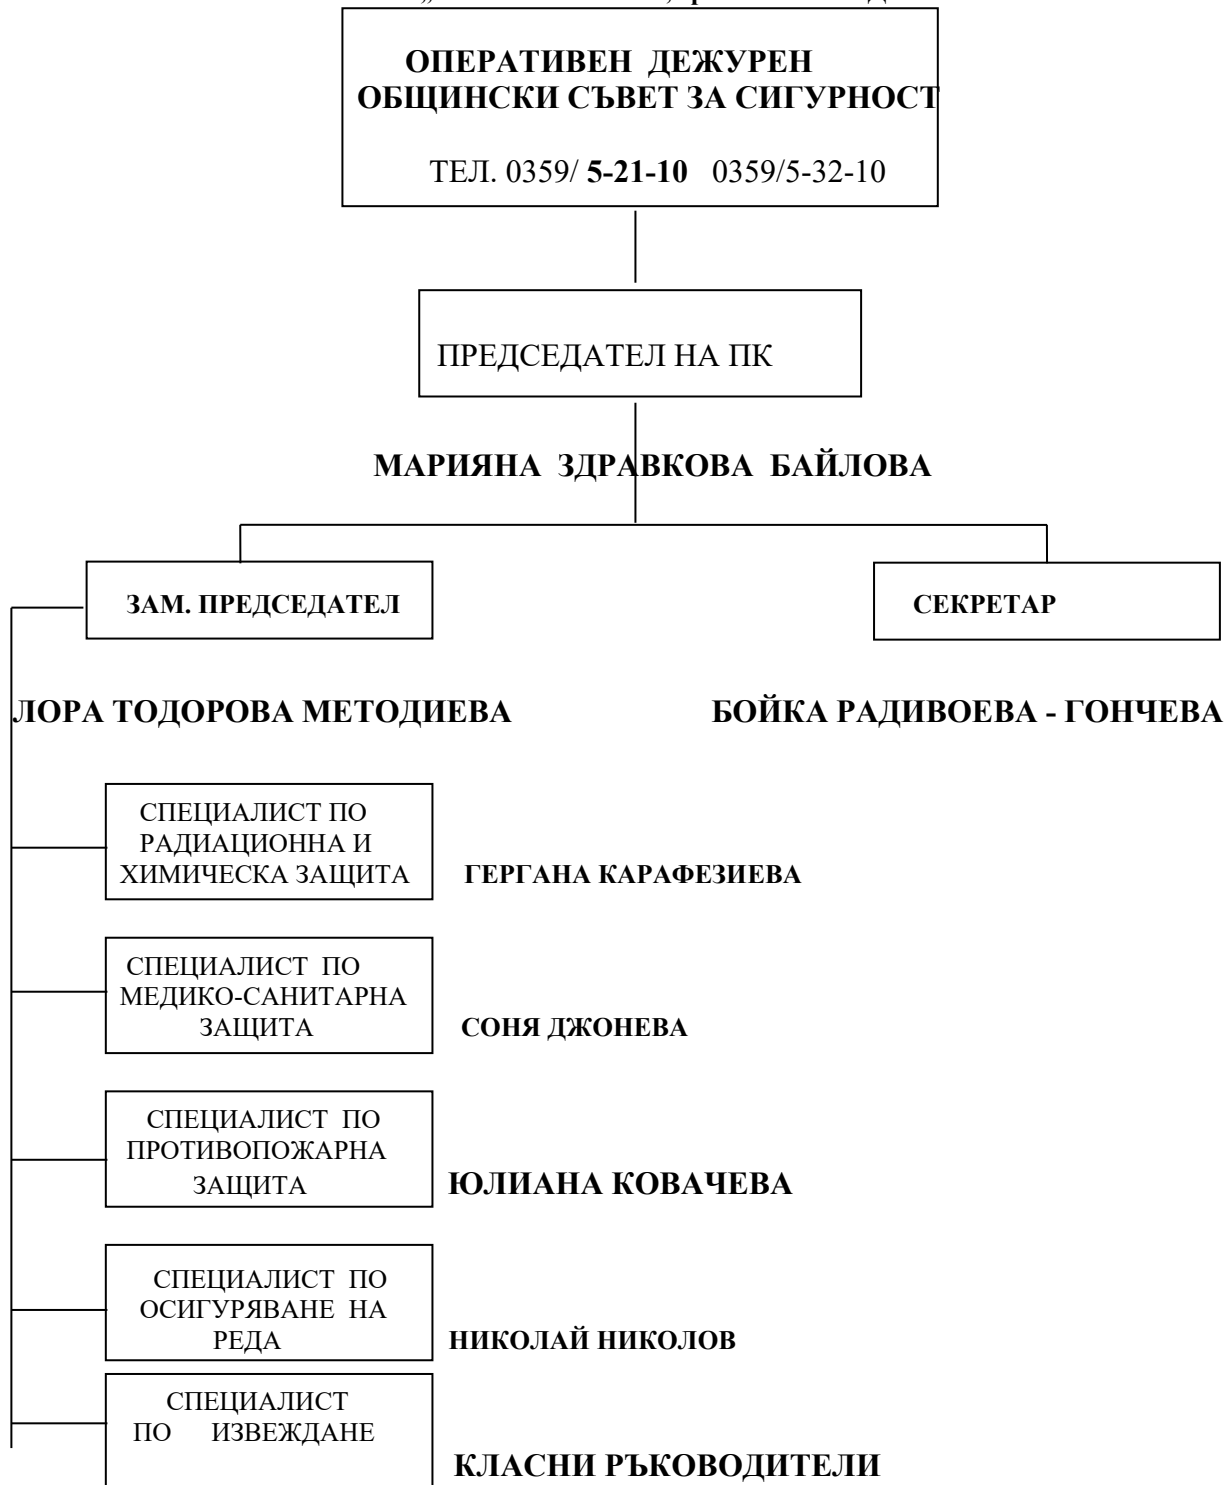 ОПЕРАТИВЕН ДЕЖУРЕН
ОБЩИНСКИ СЪВЕТ ЗА СИГУРНОСТ
ТЕЛ. 0359/ 5-21-10 0359/5-32-10
ПРЕДСЕДАТЕЛ НА ПК
МАРИЯНА ЗДРАВКОВА БАЙЛОВА
ЗАМ. ПРЕДСЕДАТЕЛ
СЕКРЕТАР
ЛОРА ТОДОРОВА МЕТОДИЕВА
БОЙКА РАДИВОЕВА - ГОНЧЕВА
СПЕЦИАЛИСТ ПО
РАДИАЦИОННА И
ХИМИЧЕСКА ЗАЩИТА
ГЕРГАНА КАРАФЕЗИЕВА
СПЕЦИАЛИСТ ПО
МЕДИКО-САНИТАРНА
ЗАЩИТА
СОНЯ ДЖОНЕВА
СПЕЦИАЛИСТ ПО
ПРОТИВОПОЖАРНА
ЗАЩИТА
ЮЛИАНА КОВАЧЕВА
СПЕЦИАЛИСТ ПО
ОСИГУРЯВАНЕ НА
РЕДА
НИКОЛАЙ НИКОЛОВ
СПЕЦИАЛИСТ
ПО ИЗВЕЖДАНЕ
КЛАСНИ РЪКОВОДИТЕЛИ